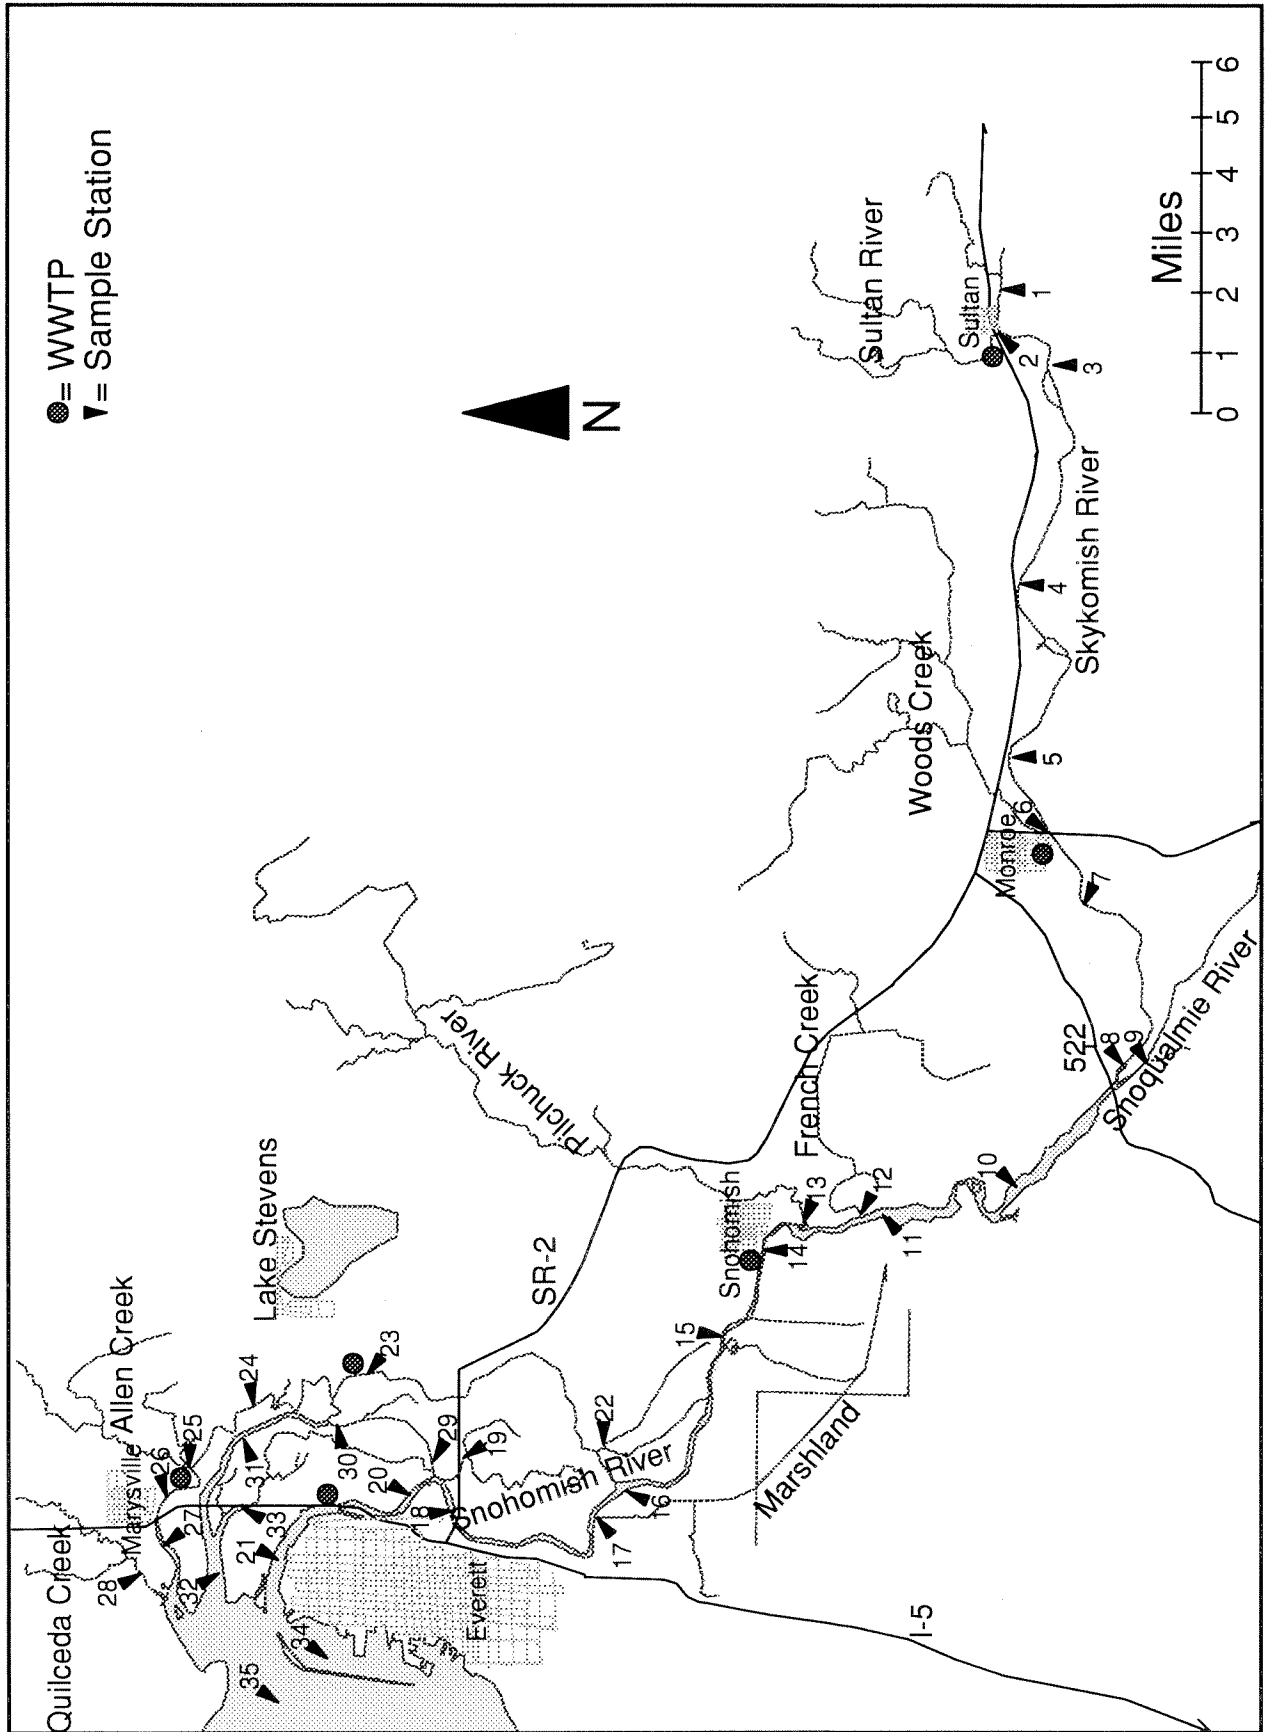 = WWTP
= Sample Station
N
Miles
0 1 2 3 4 5 6
Quilceda Creek
Marysville
Allen Creek
Lake Stevens
Pilchuck River
SR-2
Everett
Snohomish River
Snohomish
Marshland
I-5
French Creek
522
Snoqualmie River
Monroe
Woods Creek
Skykomish River
Sultan River
Sultan
1
2
3
4
5
6
7
8
9
10
11
12
13
14
15
16
17
18
19
20
21
22
23
24
25
26
27
28
29
30
31
32
33
34
35